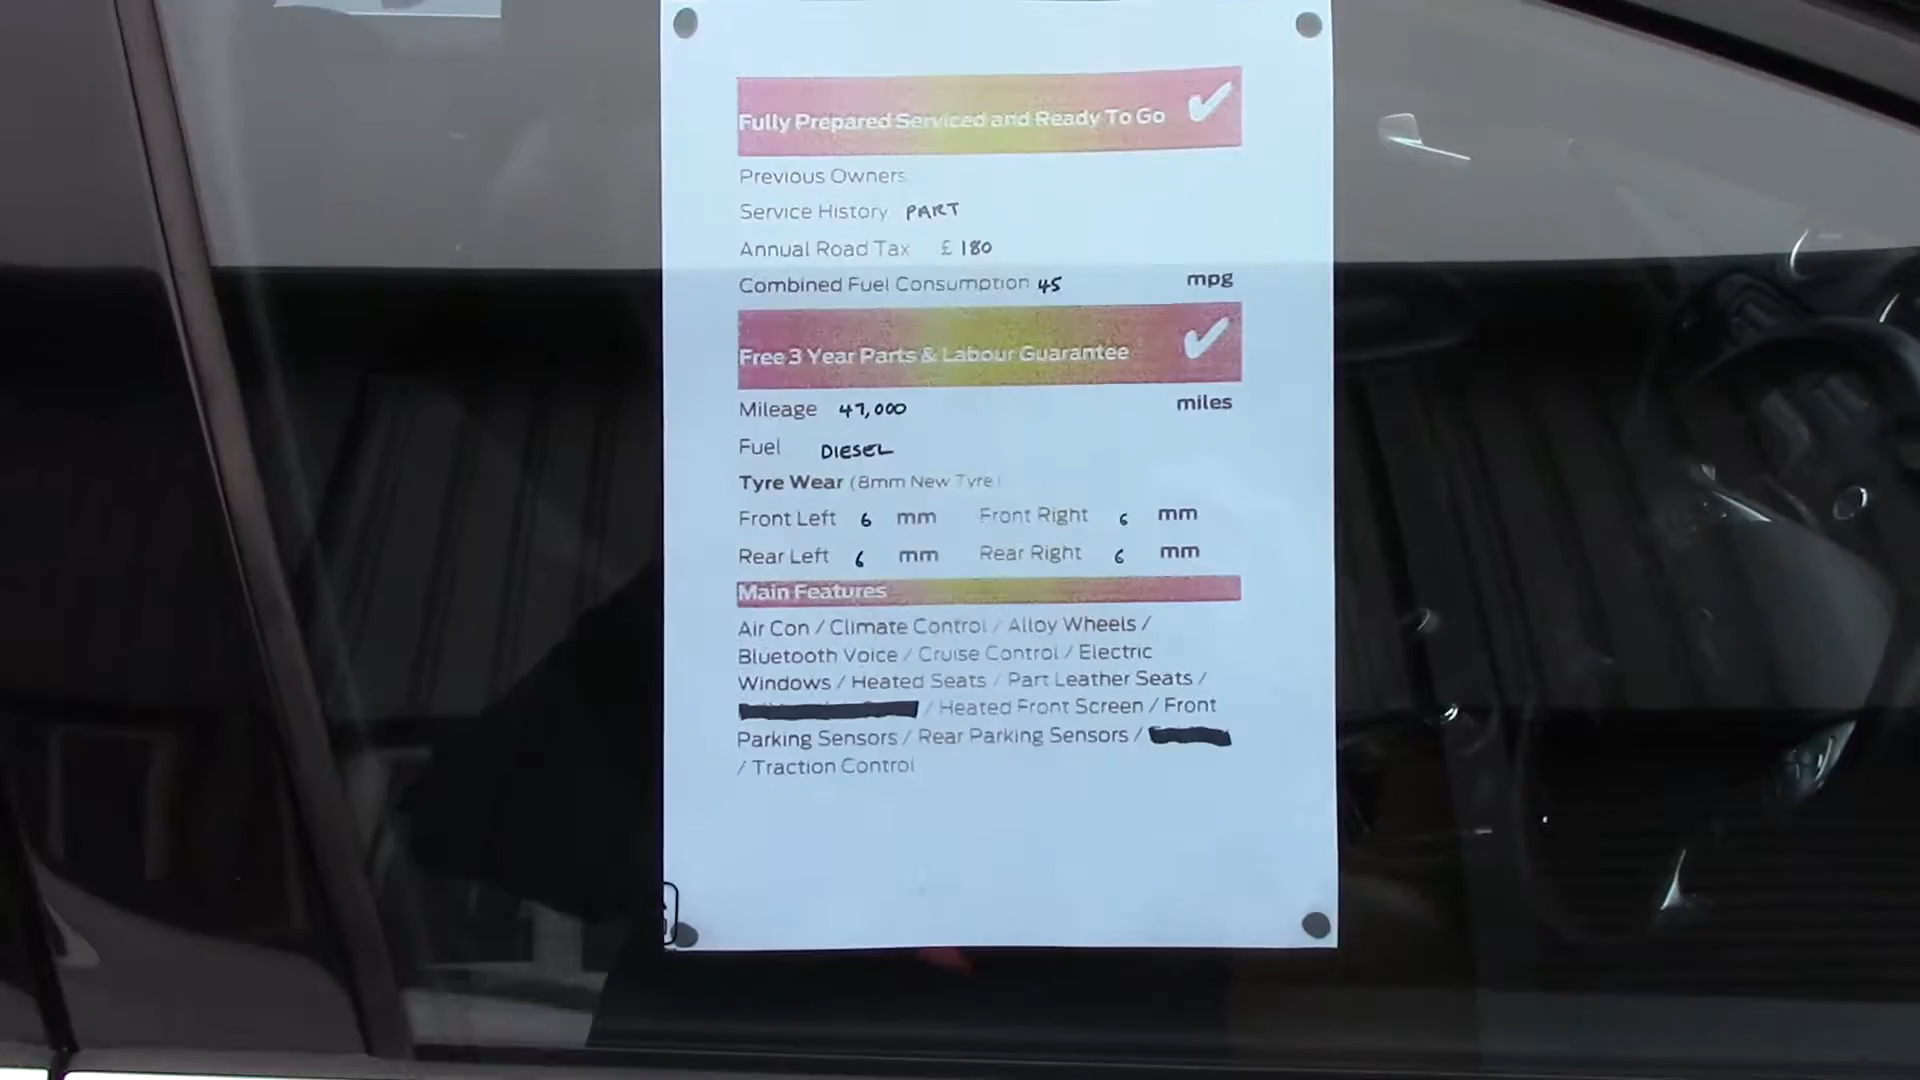 Fully Prepared Serviced and Ready To Go
Previous Owners
Service History PART
Annual Road Tax £ 180
Combined Fuel Consumption 45 mpg
Free 3 Year Parts & Labour Guarantee
Mileage 47,000 miles
Fuel DIESEL
Tyre Wear (8mm New Tyre)
Front Left 6 mm Front Right 6 mm
Rear Left 6 mm Rear Right 6 mm
Main Features
Air Con / Climate Control / Alloy Wheels /
Bluetooth Voice / Cruise Control / Electric
Windows / Heated Seats / Part Leather Seats /
/ Heated Front Screen / Front
Parking Sensors / Rear Parking Sensors /
/ Traction Control